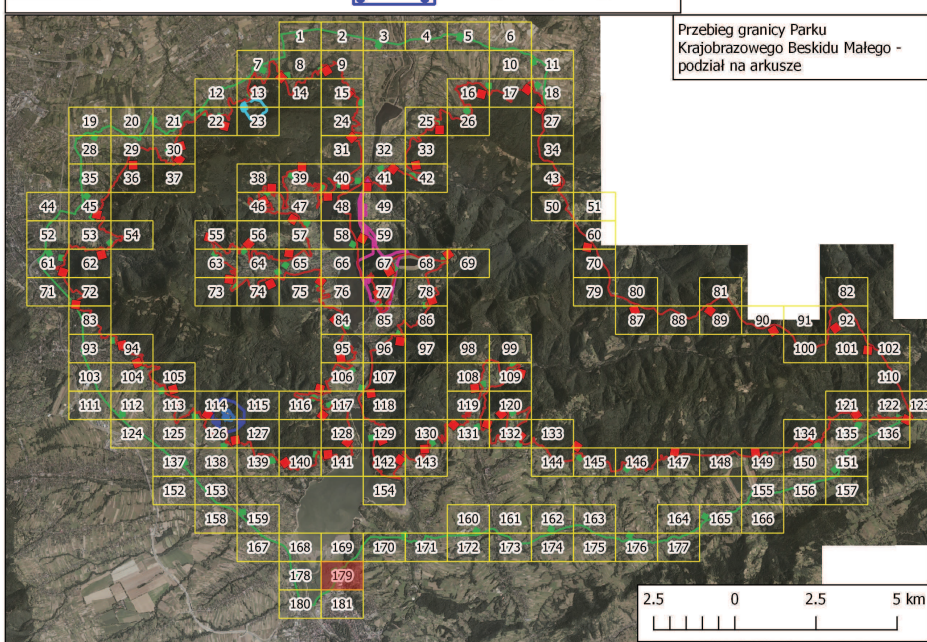 Przebieg granicy Parku
Krajobrazowego Beskidu Małego -
podział na arkusze
1 2 3 4 5 6
7 8 9 10 11
12 13 14 15 16 17 18
19 20 21 22 23 24 25 26 27
28 29 30 31 32 33 34
35 36 37 38 39 40 41 42 43
44 45 46 47 48 49 50 51
52 53 54 55 56 57 58 59 60
61 62 63 64 65 66 67 68 69 70
71 72 73 74 75 76 77 78 79 80 81 82
83 84 85 86 87 88 89 90 91 92
93 94 95 96 97 98 99 100 101 102
103 104 105 106 107 108 109 110
111 112 113 114 115 116 117 118 119 120 121 122 123
124 125 126 127 128 129 130 131 132 133 134 135 136
137 138 139 140 141 142 143 144 145 146 147 148 149 150 151
152 153 154 155 156 157
158 159 160 161 162 163 164 165 166
167 168 169 170 171 172 173 174 175 176 177
178 179
180 181
2.5 0 2.5 5 km